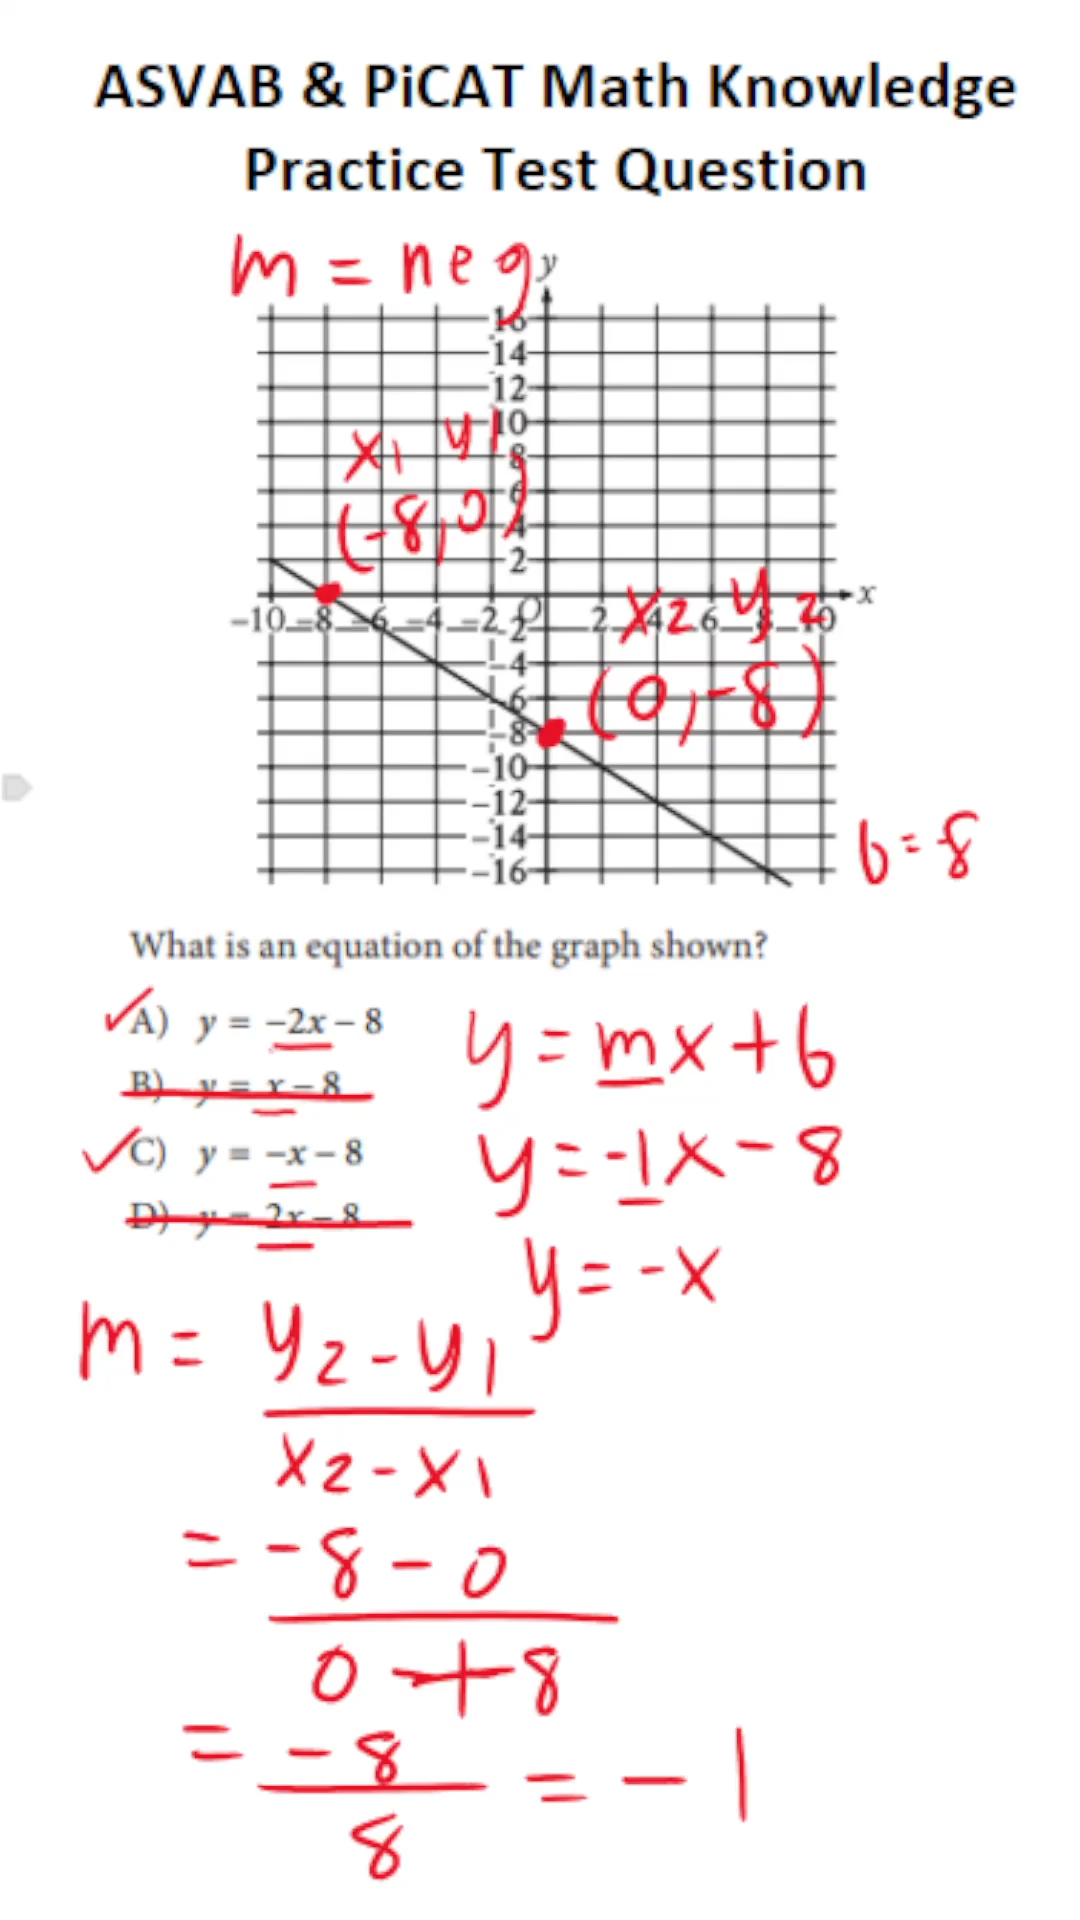 ASVAB & PiCAT Math Knowledge
Practice Test Question
m = neg
y
16
14
12
10
8
6
4
2
x1 y1
(-8, 0)
x
-10 -8 -6 -4 -2 O 2 4 6 8 10
x2 y2
(0, -8)
-2
-4
-6
-8
-10
-12
-14
-16
b = 8
What is an equation of the graph shown?
A) y = -2x - 8
B) y = x - 8
C) y = -x - 8
D) y = 2x - 8
y = mx + b
y = -1x - 8
y = -x
m = y2 - y1
x2 - x1
= -8 - 0
0 + 8
= -8
8
= -1